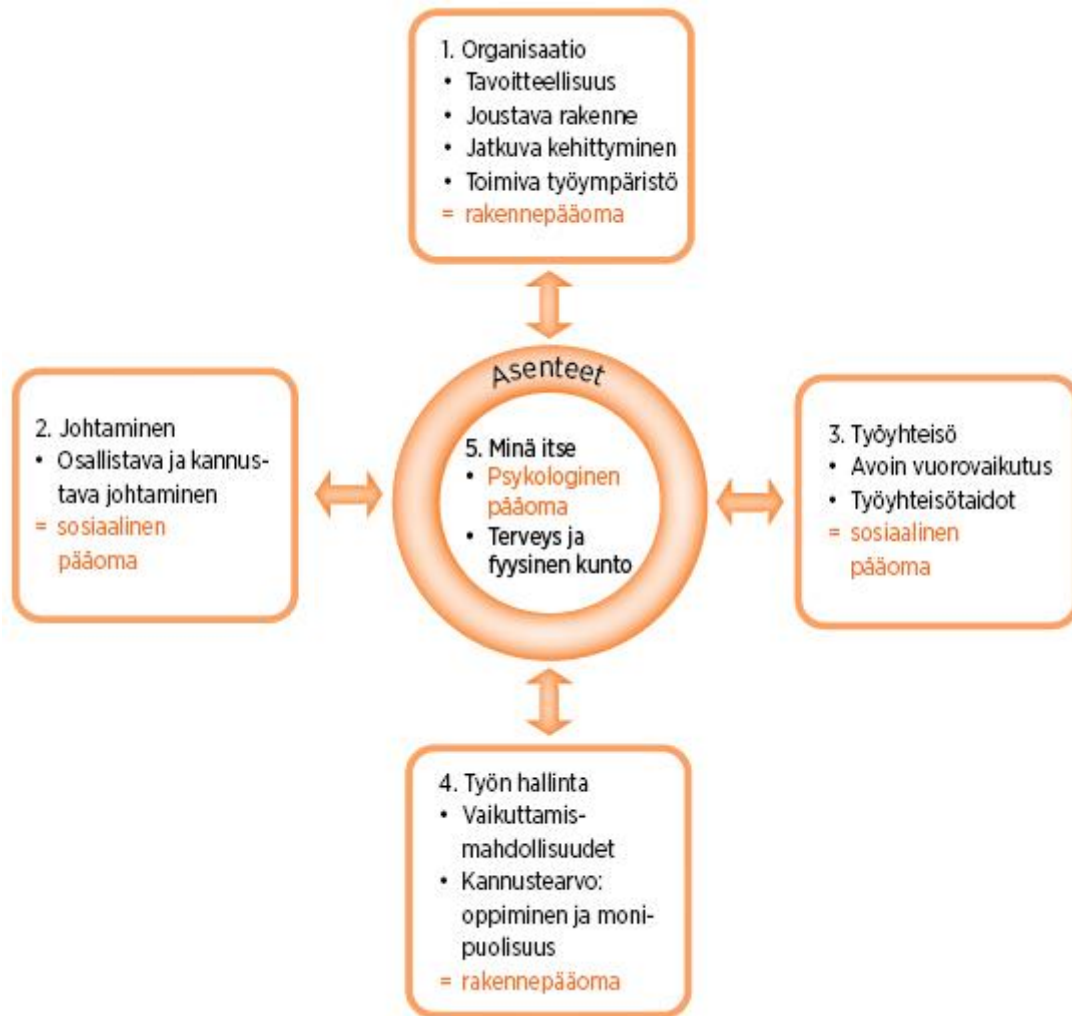 1. Organisaatio
• Tavoitteellisuus
• Joustava rakenne
• Jatkuva kehittyminen
• Toimiva työympäristö
= rakennepääoma
2. Johtaminen
• Osallistava ja kannus-
tava johtaminen
= sosiaalinen
pääoma
Asenteet
5. Minä itse
• Psykologinen
pääoma
• Terveys ja
fyysinen kunto
3. Työyhteisö
• Avoin vuorovaikutus
• Työyhteisötaidot
= sosiaalinen
pääoma
4. Työn hallinta
• Vaikuttamis-
mahdollisuudet
• Kannustearvo:
oppiminen ja moni-
puolisuus
= rakennepääoma